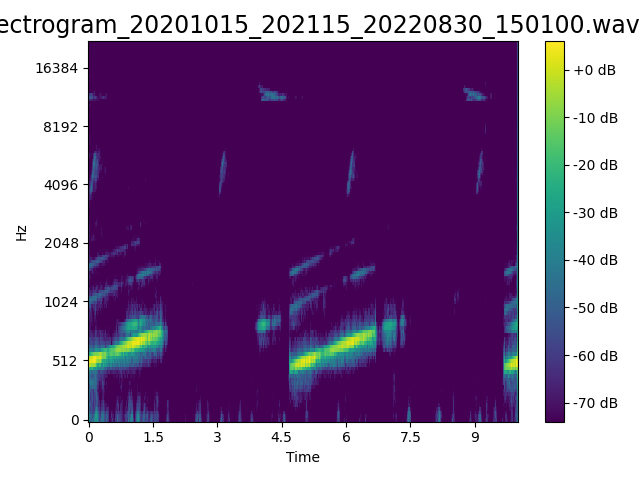 ectrogram_20201015_202115_20220830_150100.wav
16384
8192
4096
2048
1024
512
0
Hz
0 1.5 3 4.5 6 7.5 9
Time
+0 dB
-10 dB
-20 dB
-30 dB
-40 dB
-50 dB
-60 dB
-70 dB